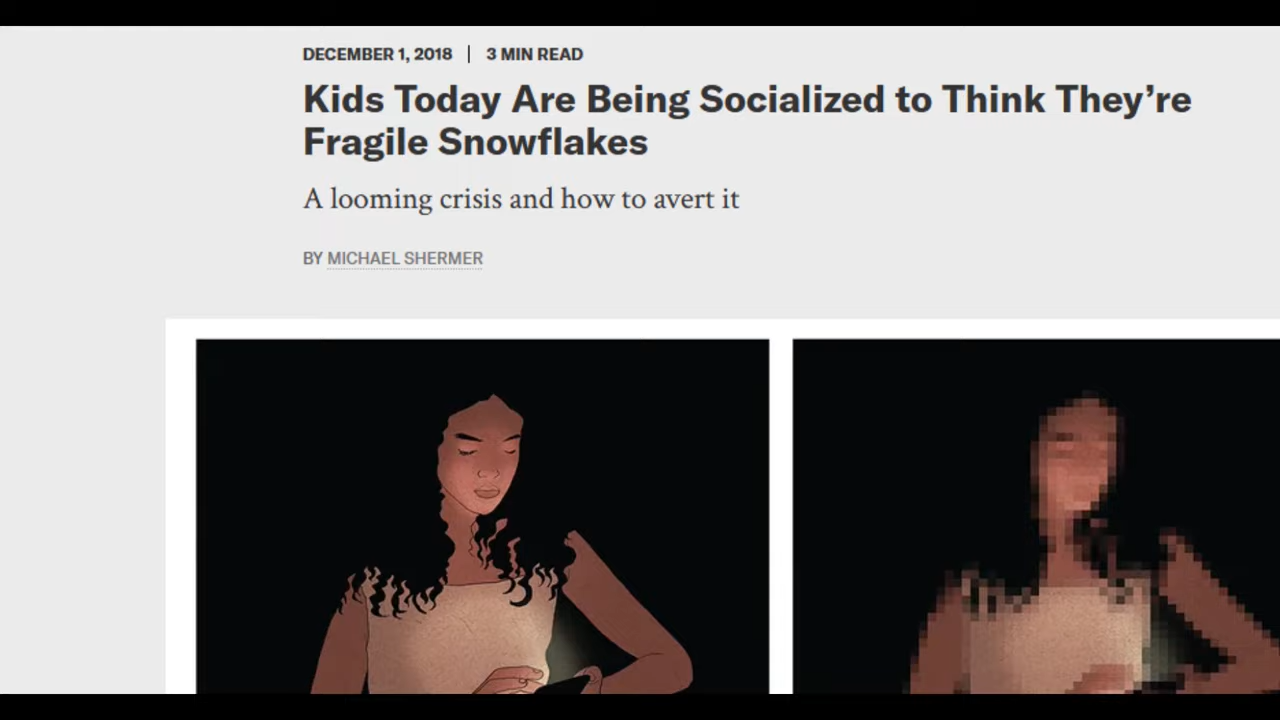 DECEMBER 1, 2018 | 3 MIN READ
Kids Today Are Being Socialized to Think They’re
Fragile Snowflakes
A looming crisis and how to avert it
BY MICHAEL SHERMER